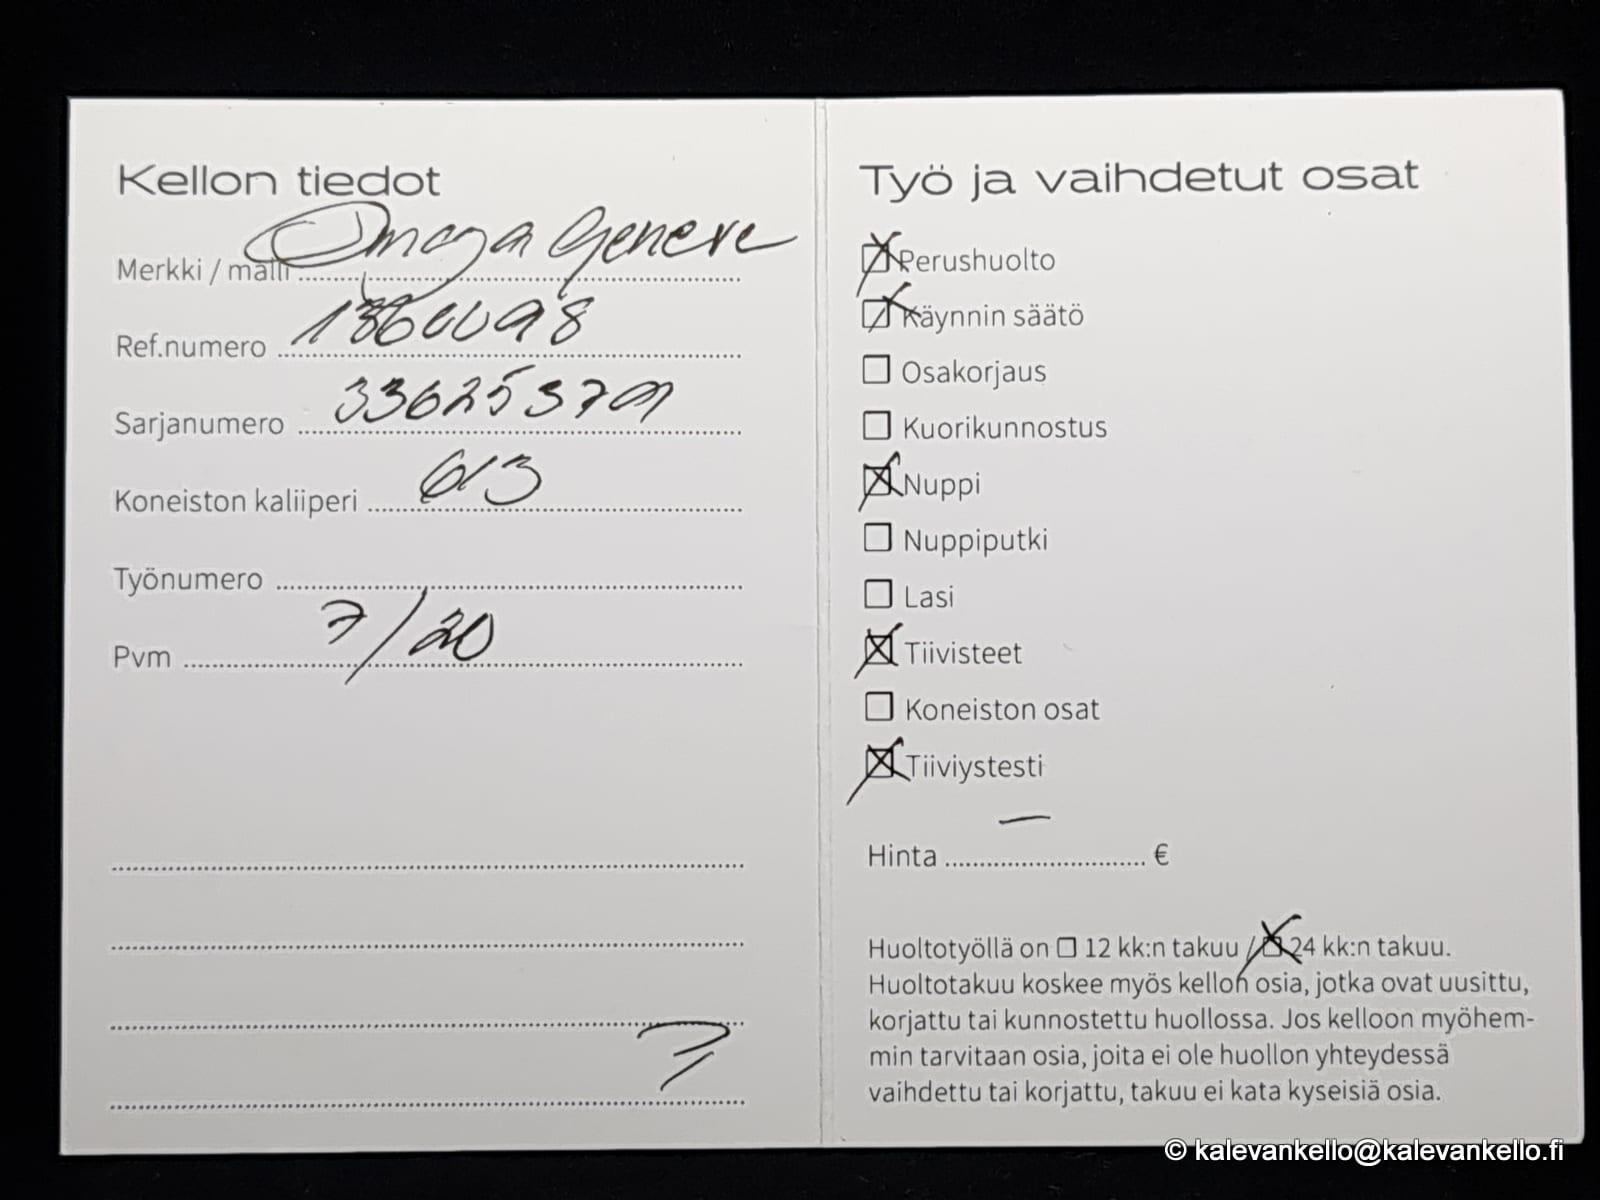 Kellon tiedot
Merkki / malli Omega Geneve
Ref.numero 1360098
Sarjanumero
Koneiston kaliiperi 613
Työnumero
Pvm 7/20
Työ ja vaihdetut osat
Perushuolto
Käynnin säätö
Osakorjaus
Kuorikunnostus
Nuppi
Nuppiputki
Lasi
Tiivisteet
Koneiston osat
Tiiviystesti
Hinta — €
Huoltotyöllä on 12 kk:n takuu / 24 kk:n takuu.
Huoltotakuu koskee myös kellon osia, jotka ovat uusittu,
korjattu tai kunnostettu huollossa. Jos kelloon myöhem-
min tarvitaan osia, joita ei ole huollon yhteydessä
vaihdettu tai korjattu, takuu ei kata kyseisiä osia.
© kalevankello@kalevankello.fi